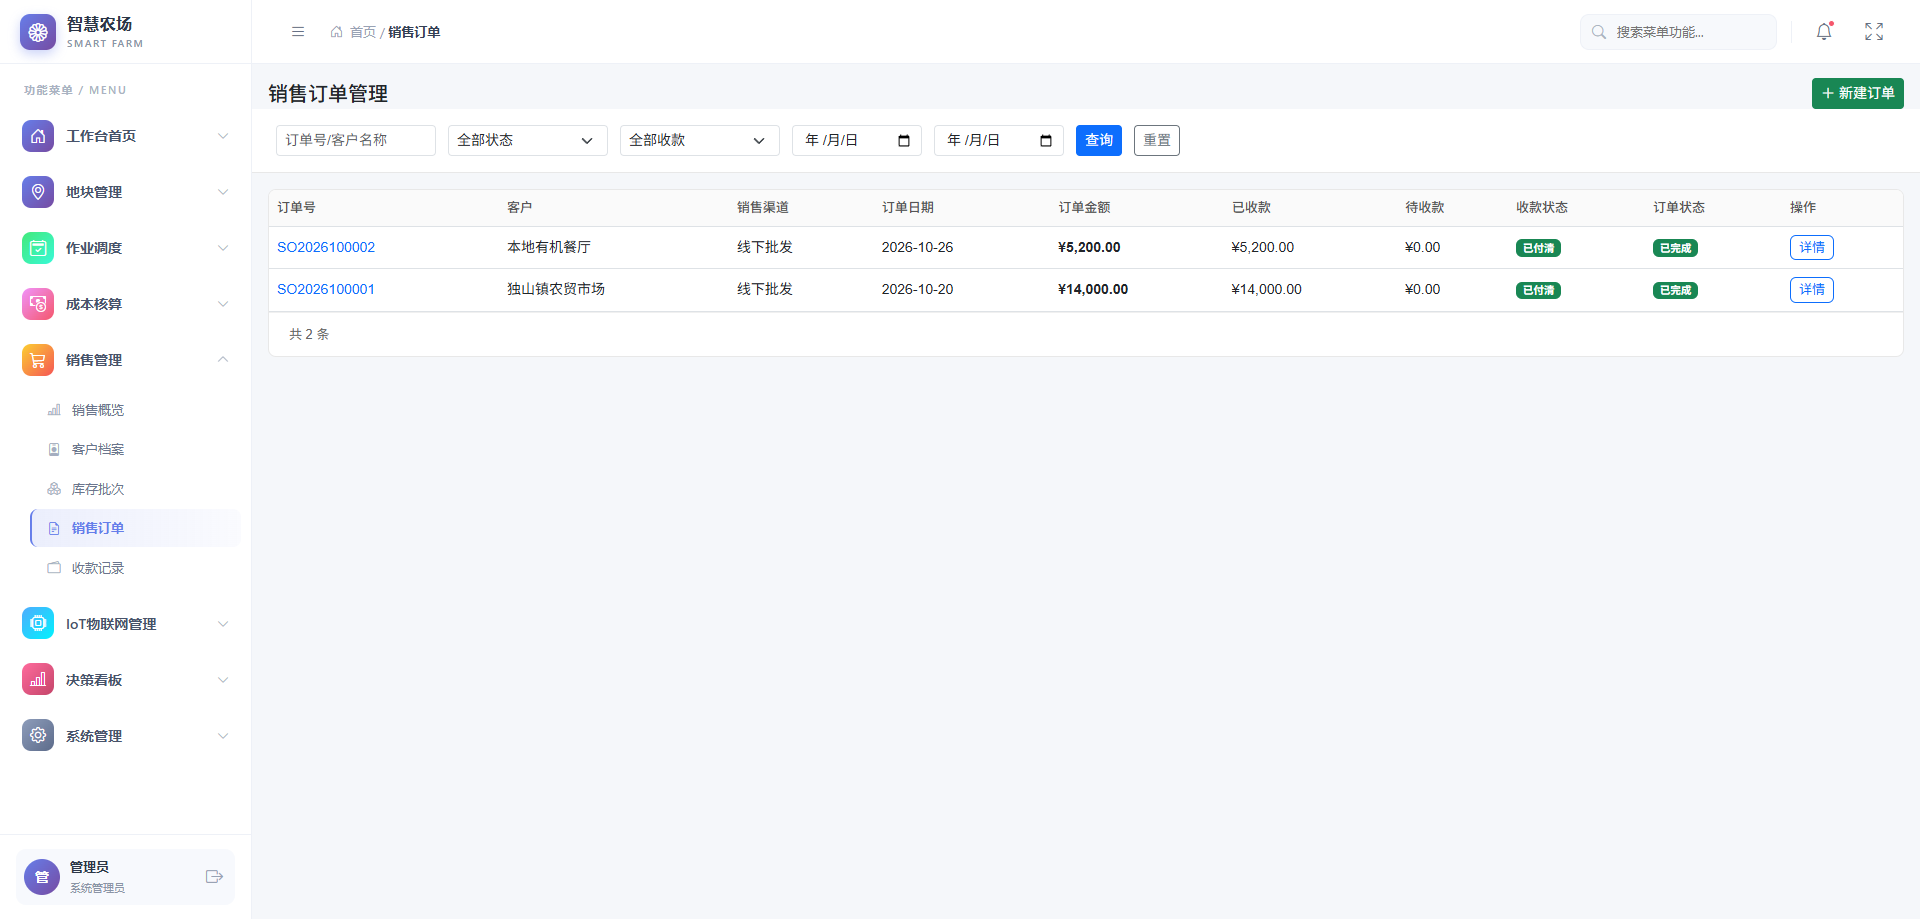 智慧农场
SMART FARM
功能菜单 / MENU
工作台首页
地块管理
作业调度
成本核算
销售管理
销售概览
客户档案
库存批次
销售订单
收款记录
IoT物联网管理
决策看板
系统管理
管
管理员
系统管理员
首页 / 销售订单
搜索菜单功能...
销售订单管理
+ 新建订单
订单号/客户名称 全部状态 全部收款 年 /月/日 年 /月/日 查询 重置
订单号 客户 销售渠道 订单日期 订单金额 已收款 待收款 收款状态 订单状态 操作
SO2026100002 本地有机餐厅 线下批发 2026-10-26 ¥5,200.00 ¥5,200.00 ¥0.00 已付清 已完成 详情
SO2026100001 独山镇农贸市场 线下批发 2026-10-20 ¥14,000.00 ¥14,000.00 ¥0.00 已付清 已完成 详情
共 2 条